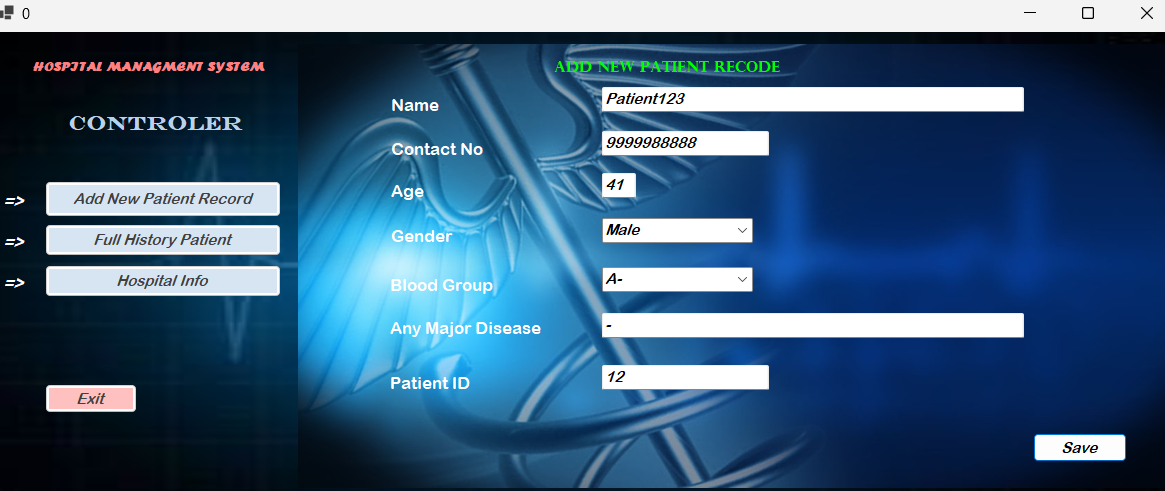 0
HOSPITAL MANAGMENT SYSTEM
CONTROLER
=> Add New Patient Record
=> Full History Patient
=> Hospital Info
Exit
ADD NEW PATIENT RECODE
Name Patient123
Contact No 9999988888
Age 41
Gender Male
Blood Group A-
Any Major Disease -
Patient ID 12
Save